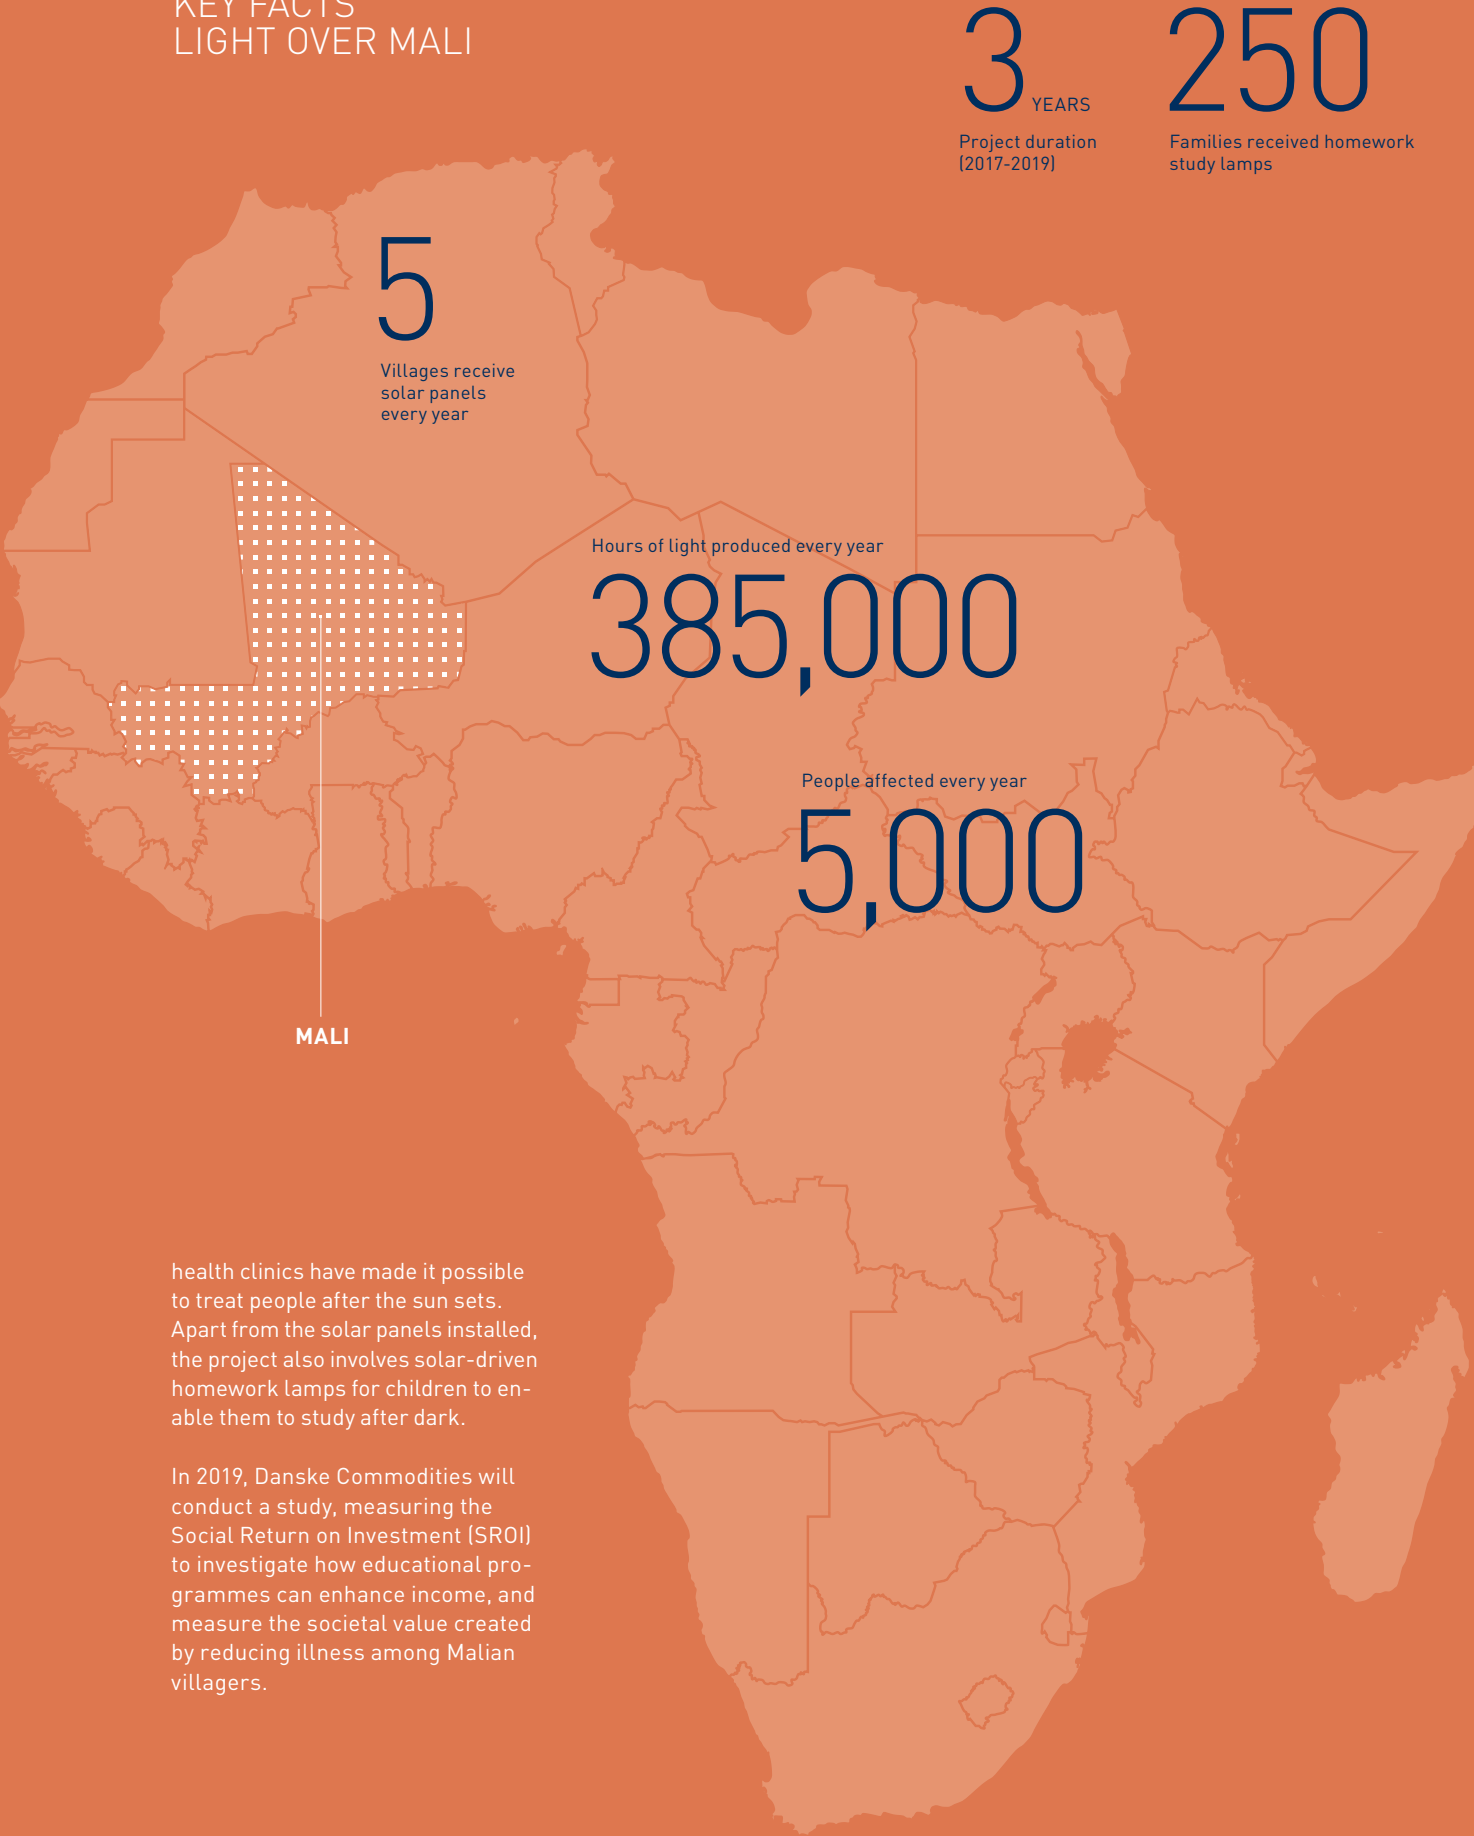 KEY FACTS
LIGHT OVER MALI
3 YEARS
Project duration
(2017-2019)
250
Families received homework
study lamps
5
Villages receive
solar panels
every year
Hours of light produced every year
385,000
People affected every year
5,000
MALI
health clinics have made it possible
to treat people after the sun sets.
Apart from the solar panels installed,
the project also involves solar-driven
homework lamps for children to en-
able them to study after dark.
In 2019, Danske Commodities will
conduct a study, measuring the
Social Return on Investment (SROI)
to investigate how educational pro-
grammes can enhance income, and
measure the societal value created
by reducing illness among Malian
villagers.